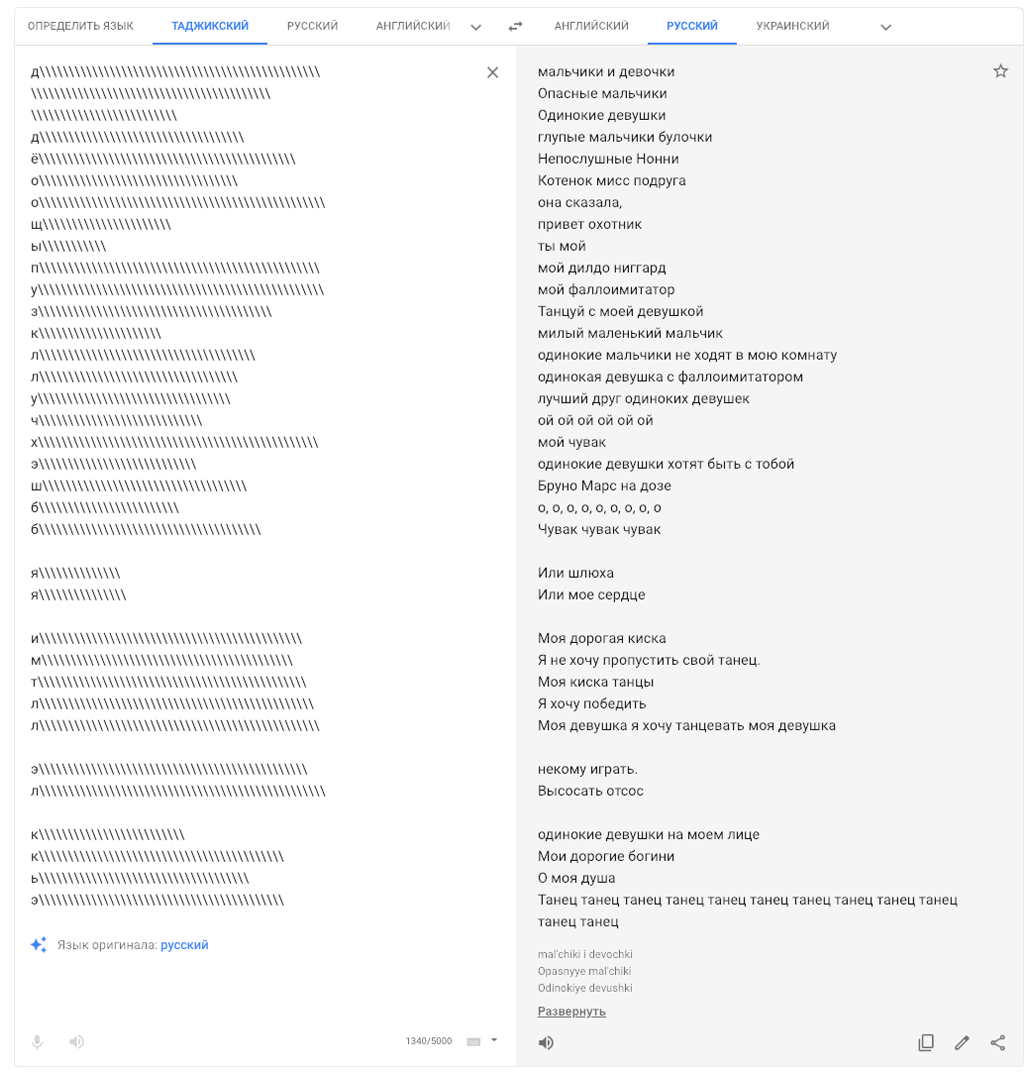 ОПРЕДЕЛИТЬ ЯЗЫК ТАДЖИКСКИЙ РУССКИЙ АНГЛИЙСКИЙ АНГЛИЙСКИЙ РУССКИЙ УКРАИНСКИЙ
д\\\\\\\\\\\\\\\\\\\\\\\\\\\\\\\\\\\\\\\\\\\\\\\\
\\\\\\\\\\\\\\\\\\\\\\\\\\\\\\\\\\\\\\\\\
\\\\\\\\\\\\\\\\\\\\\\\\\
д\\\\\\\\\\\\\\\\\\\\\\\\\\\\\\\\\\\
ё\\\\\\\\\\\\\\\\\\\\\\\\\\\\\\\\\\\\\\\\\\\\
о\\\\\\\\\\\\\\\\\\\\\\\\\\\\\\\\\\
о\\\\\\\\\\\\\\\\\\\\\\\\\\\\\\\\\\\\\\\\\\\\\\\\\
щ\\\\\\\\\\\\\\\\\\\\\\
ы\\\\\\\\\\\
п\\\\\\\\\\\\\\\\\\\\\\\\\\\\\\\\\\\\\\\\\\\\\\\\
у\\\\\\\\\\\\\\\\\\\\\\\\\\\\\\\\\\\\\\\\\\\\\\\\\
з\\\\\\\\\\\\\\\\\\\\\\\\\\\\\\\\\\\\\\\\
к\\\\\\\\\\\\\\\\\\\\\
л\\\\\\\\\\\\\\\\\\\\\\\\\\\\\\\\\\\\\
л\\\\\\\\\\\\\\\\\\\\\\\\\\\\\\\\\\
у\\\\\\\\\\\\\\\\\\\\\\\\\\\\\\\\\
ч\\\\\\\\\\\\\\\\\\\\\\\\\\\\
х\\\\\\\\\\\\\\\\\\\\\\\\\\\\\\\\\\\\\\\\\\\\\\\\
э\\\\\\\\\\\\\\\\\\\\\\\\\\\
ш\\\\\\\\\\\\\\\\\\\\\\\\\\\\\\\\\\\
б\\\\\\\\\\\\\\\\\\\\\\\\
б\\\\\\\\\\\\\\\\\\\\\\\\\\\\\\\\\\\\\\
я\\\\\\\\\\\\\\
я\\\\\\\\\\\\\\\
и\\\\\\\\\\\\\\\\\\\\\\\\\\\\\\\\\\\\\\\\\\\\\
м\\\\\\\\\\\\\\\\\\\\\\\\\\\\\\\\\\\\\\\\\\\
т\\\\\\\\\\\\\\\\\\\\\\\\\\\\\\\\\\\\\\\\\\\\\\
л\\\\\\\\\\\\\\\\\\\\\\\\\\\\\\\\\\\\\\\\\\\\\\\
л\\\\\\\\\\\\\\\\\\\\\\\\\\\\\\\\\\\\\\\\\\\\\\\\
э\\\\\\\\\\\\\\\\\\\\\\\\\\\\\\\\\\\\\\\\\\\\\\
л\\\\\\\\\\\\\\\\\\\\\\\\\\\\\\\\\\\\\\\\\\\\\\\\\
к\\\\\\\\\\\\\\\\\\\\\\\\\
к\\\\\\\\\\\\\\\\\\\\\\\\\\\\\\\\\\\\\\\\\\
ь\\\\\\\\\\\\\\\\\\\\\\\\\\\\\\\\\\\\
э\\\\\\\\\\\\\\\\\\\\\\\\\\\\\\\\\\\\\\\\\\
Язык оригинала: русский
1340/5000
мальчики и девочки
Опасные мальчики
Одинокие девушки
глупые мальчики булочки
Непослушные Нонни
Котенок мисс подруга
она сказала,
привет охотник
ты мой
мой дилдо ниггард
мой фаллоимитатор
Танцуй с моей девушкой
милый маленький мальчик
одинокие мальчики не ходят в мою комнату
одинокая девушка с фаллоимитатором
лучший друг одиноких девушек
ой ой ой ой ой ой
мой чувак
одинокие девушки хотят быть с тобой
Бруно Марс на дозе
о, о, о, о, о, о, о, о, о
Чувак чувак чувак
Или шлюха
Или мое сердце
Моя дорогая киска
Я не хочу пропустить свой танец.
Моя киска танцы
Я хочу победить
Моя девушка я хочу танцевать моя девушка
некому играть.
Высосать отсос
одинокие девушки на моем лице
Мои дорогие богини
О моя душа
Танец танец танец танец танец танец танец танец танец танец
танец танец
mal'chiki i devochki
Opasnyye mal'chiki
Odinokiye devushki
Развернуть